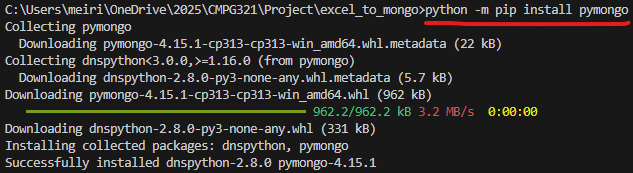 C:\Users\meiri\OneDrive\2025\CMPG321\Project\excel_to_mongo>python -m pip install pymongo
Collecting pymongo
  Downloading pymongo-4.15.1-cp313-cp313-win_amd64.whl.metadata (22 kB)
Collecting dnspython<3.0.0,>=1.16.0 (from pymongo)
  Downloading dnspython-2.8.0-py3-none-any.whl.metadata (5.7 kB)
Downloading pymongo-4.15.1-cp313-cp313-win_amd64.whl (962 kB)
962.2/962.2 kB 3.2 MB/s  0:00:00
Downloading dnspython-2.8.0-py3-none-any.whl (331 kB)
Installing collected packages: dnspython, pymongo
Successfully installed dnspython-2.8.0 pymongo-4.15.1